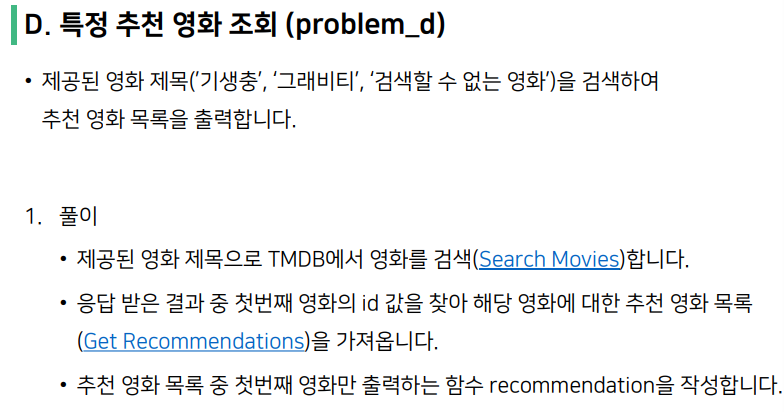 D. 특정 추천 영화 조회 (problem_d)
• 제공된 영화 제목(‘기생충’, ‘그래비티’, ‘검색할 수 없는 영화’)을 검색하여
추천 영화 목록을 출력합니다.
1. 풀이
• 제공된 영화 제목으로 TMDB에서 영화를 검색(Search Movies)합니다.
• 응답 받은 결과 중 첫번째 영화의 id 값을 찾아 해당 영화에 대한 추천 영화 목록
(Get Recommendations)을 가져옵니다.
• 추천 영화 목록 중 첫번째 영화만 출력하는 함수 recommendation을 작성합니다.